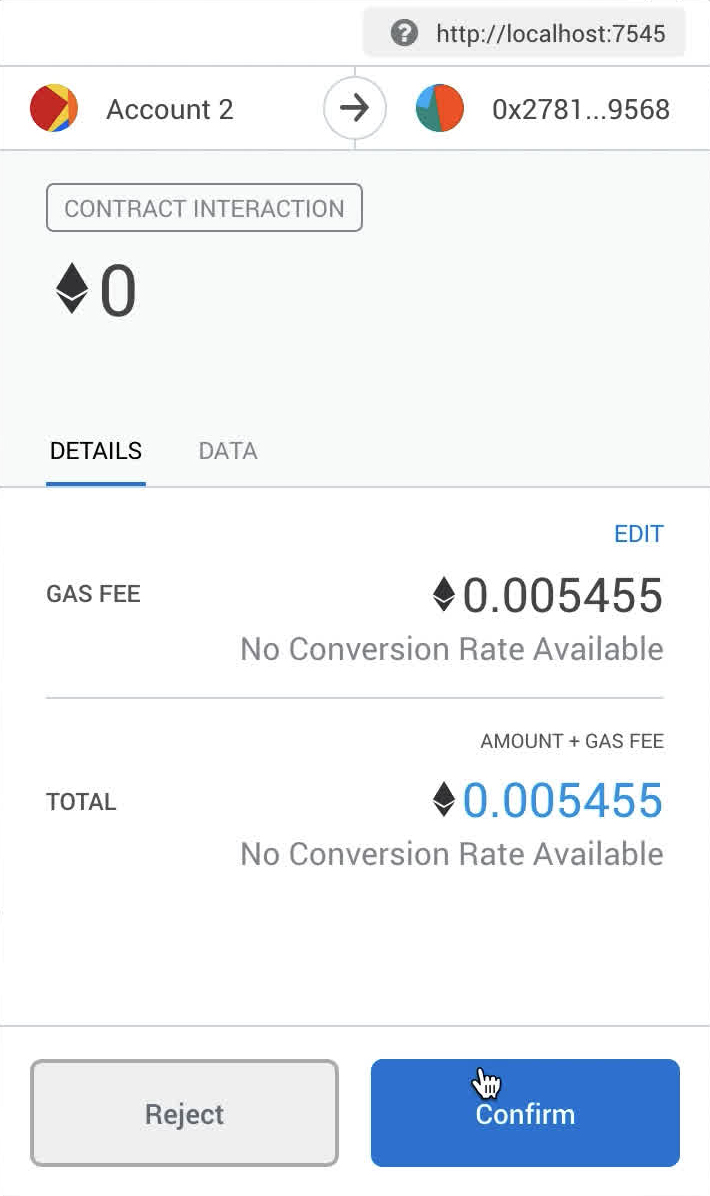 http://localhost:7545
Account 2
0x2781...9568
CONTRACT INTERACTION
0
DETAILS DATA
EDIT
GAS FEE 0.005455
No Conversion Rate Available
AMOUNT + GAS FEE
TOTAL 0.005455
No Conversion Rate Available
Reject Confirm